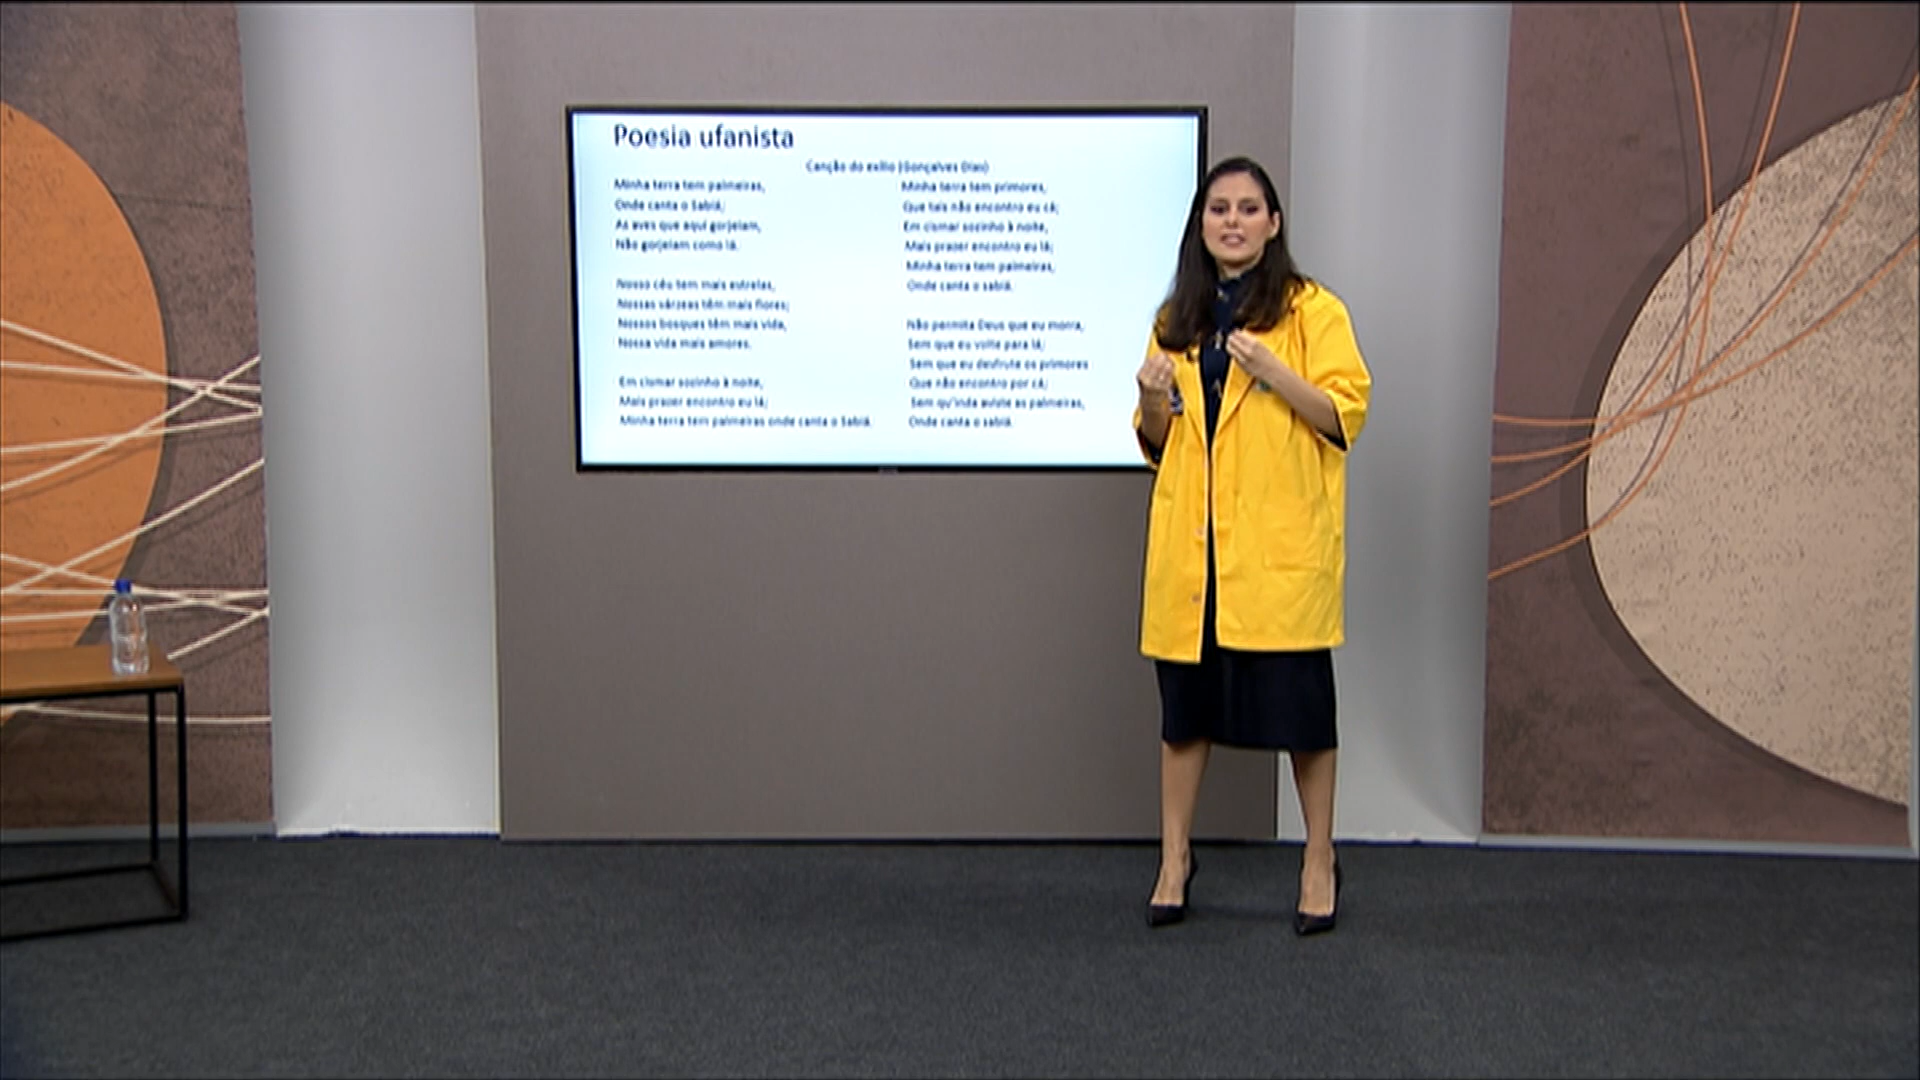 Poesia ufanista
Canção do exílio (Gonçalves Dias)
Minha terra tem palmeiras,
Onde canta o Sabiá;
As aves que aqui gorjeiam,
Não gorjeiam como lá.
Nosso céu tem mais estrelas,
Nossas várzeas têm mais flores;
Nossos bosques têm mais vida,
Nossa vida mais amores.
Em cismar sozinho à noite,
Mais prazer encontro eu lá;
Minha terra tem palmeiras onde canta o Sabiá.
Minha terra tem primores,
Que tais não encontro eu cá;
Em cismar sozinho à noite,
Mais prazer encontro eu lá;
Minha terra tem palmeiras,
Onde canta o sabiá.
Não permita Deus que eu morra,
Sem que eu volte para lá;
Sem que eu desfrute os primores
Que não encontro por cá;
Sem qu'inda aviste as palmeiras,
Onde canta o sabiá.